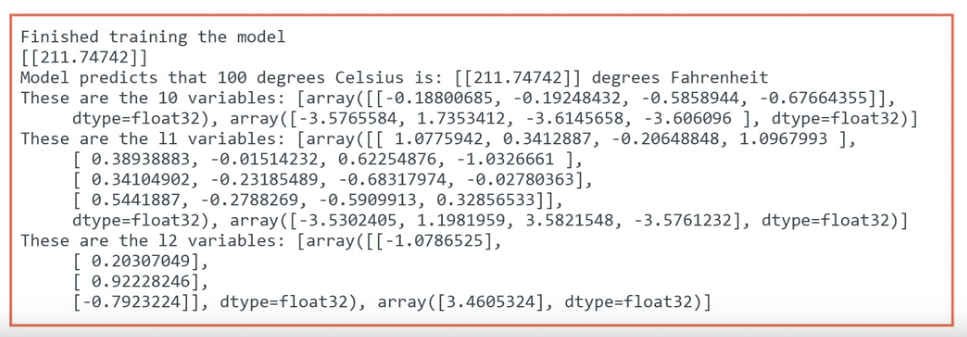 Finished training the model
[[211.74742]]
Model predicts that 100 degrees Celsius is: [[211.74742]] degrees Fahrenheit
These are the l0 variables: [array([[-0.18800685, -0.19248432, -0.5858944, -0.67664355]],
dtype=float32), array([-3.5765584, 1.7353412, -3.6145658, -3.606096 ], dtype=float32)]
These are the l1 variables: [array([[ 1.0775942, 0.3412887, -0.20648848, 1.0967993 ],
[ 0.38938883, -0.01514232, 0.62254876, -1.0326661 ],
[ 0.34104902, -0.23185489, -0.68317974, -0.02780363],
[ 0.5441887, -0.2788269, -0.5909913, 0.32856533]],
dtype=float32), array([-3.5302405, 1.1981959, 3.5821548, -3.5761232], dtype=float32)]
These are the l2 variables: [array([[-1.0786525],
[ 0.20307049],
[ 0.92228246],
[-0.7923224]], dtype=float32), array([3.4605324], dtype=float32)]